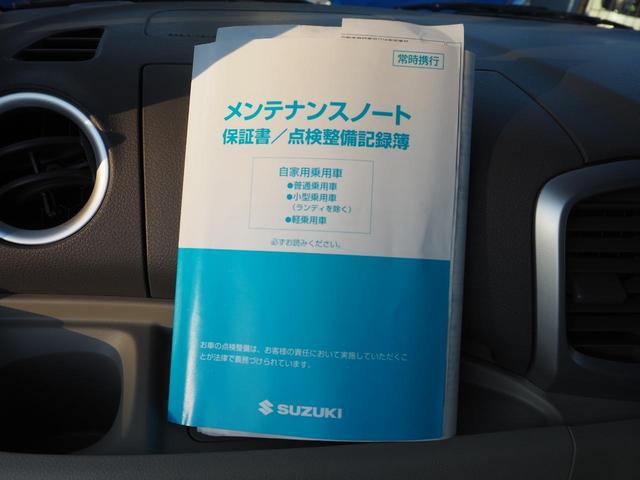 常時携行
メンテナンスノート
保証書／点検整備記録簿
自家用乗用車
●普通乗用車
●小型乗用車
（ランディを除く）
●軽乗用車
必ずお読みください。
お車の点検整備は、お客様の責任において実施していただくこ
とが法律で義務づけられています。
SUZUKI